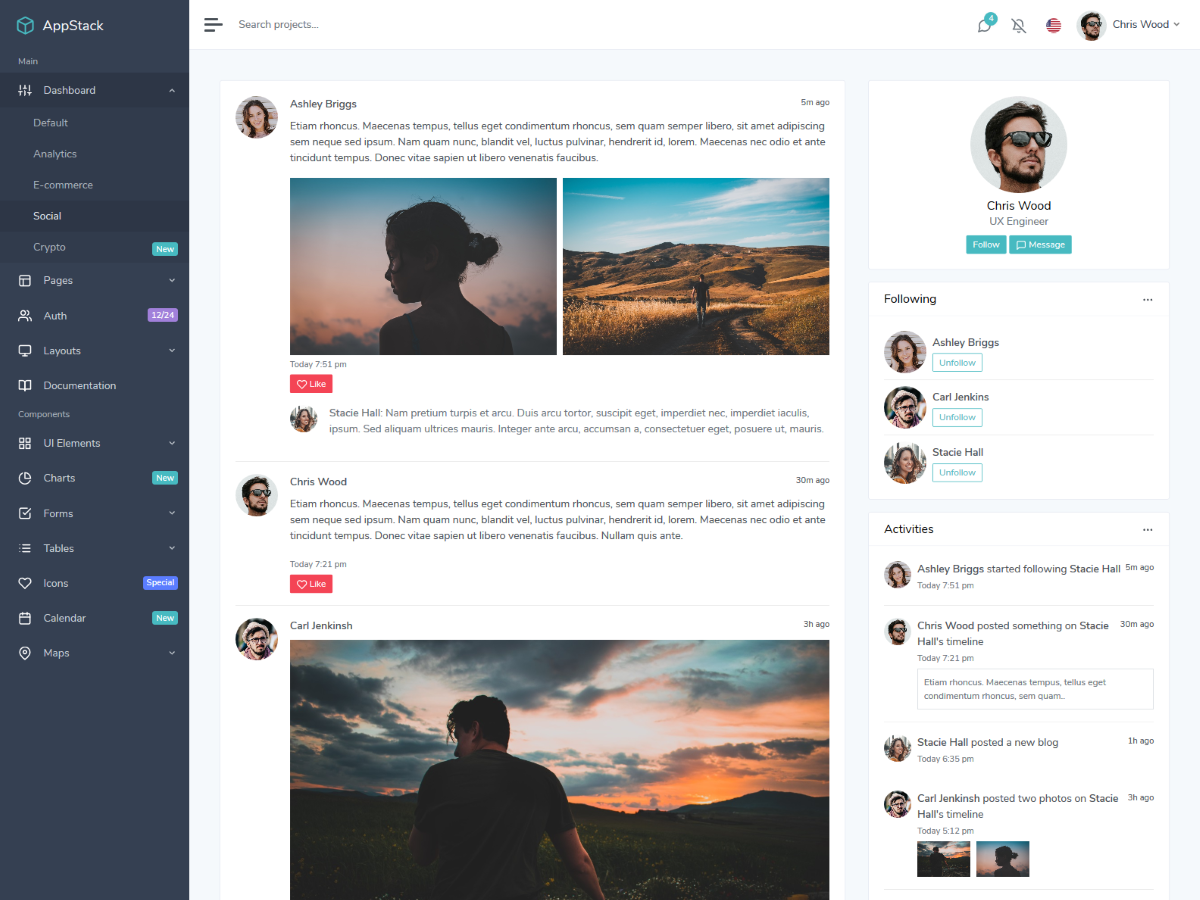 AppStack
Main
Dashboard
Default
Analytics
E-commerce
Social
Crypto New
Pages
Auth 12/24
Layouts
Documentation
Components
UI Elements
Charts New
Forms
Tables
Icons Special
Calendar New
Maps
Search projects...
4
Chris Wood
Ashley Briggs 5m ago
Etiam rhoncus. Maecenas tempus, tellus eget condimentum rhoncus, sem quam semper libero, sit amet adipiscing
sem neque sed ipsum. Nam quam nunc, blandit vel, luctus pulvinar, hendrerit id, lorem. Maecenas nec odio et ante
tincidunt tempus. Donec vitae sapien ut libero venenatis faucibus.
Today 7:51 pm
Like
Stacie Hall: Nam pretium turpis et arcu. Duis arcu tortor, suscipit eget, imperdiet nec, imperdiet iaculis,
ipsum. Sed aliquam ultrices mauris. Integer ante arcu, accumsan a, consectetuer eget, posuere ut, mauris.
Chris Wood 30m ago
Etiam rhoncus. Maecenas tempus, tellus eget condimentum rhoncus, sem quam semper libero, sit amet adipiscing
sem neque sed ipsum. Nam quam nunc, blandit vel, luctus pulvinar, hendrerit id, lorem. Maecenas nec odio et ante
tincidunt tempus. Donec vitae sapien ut libero venenatis faucibus. Nullam quis ante.
Today 7:21 pm
Like
Carl Jenkinsh 3h ago
Chris Wood
UX Engineer
Follow Message
Following
Ashley Briggs
Unfollow
Carl Jenkins
Unfollow
Stacie Hall
Unfollow
Activities
Ashley Briggs started following Stacie Hall 5m ago
Today 7:51 pm
Chris Wood posted something on Stacie 30m ago
Hall's timeline
Today 7:21 pm
Etiam rhoncus. Maecenas tempus, tellus eget
condimentum rhoncus, sem quam..
Stacie Hall posted a new blog 1h ago
Today 6:35 pm
Carl Jenkinsh posted two photos on Stacie 3h ago
Hall's timeline
Today 5:12 pm